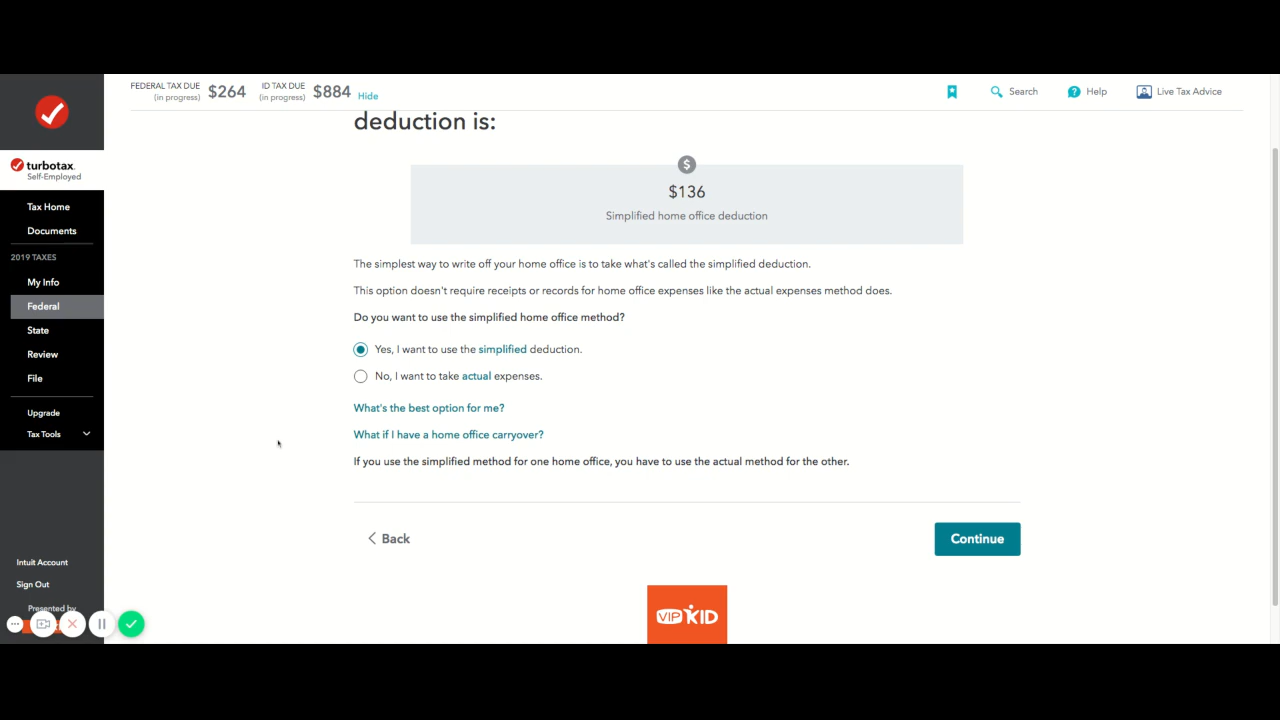 FEDERAL TAX DUE
(in progress)
$264
ID TAX DUE
(in progress)
$884
Hide
Search
Help
Live Tax Advice
turbotax
Self-Employed
Tax Home
Documents
2019 TAXES
My Info
Federal
State
Review
File
Upgrade
Tax Tools
Intuit Account
Sign Out
Presented by
deduction is:
$
$136
Simplified home office deduction
The simplest way to write off your home office is to take what's called the simplified deduction.
This option doesn't require receipts or records for home office expenses like the actual expenses method does.
Do you want to use the simplified home office method?
Yes, I want to use the simplified deduction.
No, I want to take actual expenses.
What's the best option for me?
What if I have a home office carryover?
If you use the simplified method for one home office, you have to use the actual method for the other.
Back
Continue
VIPKID